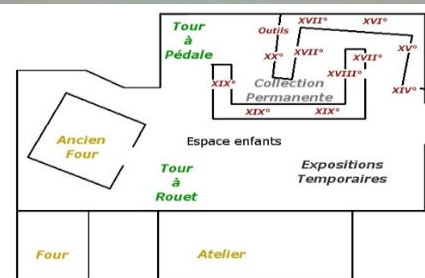 Tour
à
Pédale
Outils
XVII°
XVI°
XX°
XVII°
XVII°
XV°
XVIII°
XIV°
XIX°
Collection
Permanente
XIX°
XIX°
Ancien
Four
Espace enfants
Tour
à
Rouet
Expositions
Temporaires
Four
Atelier